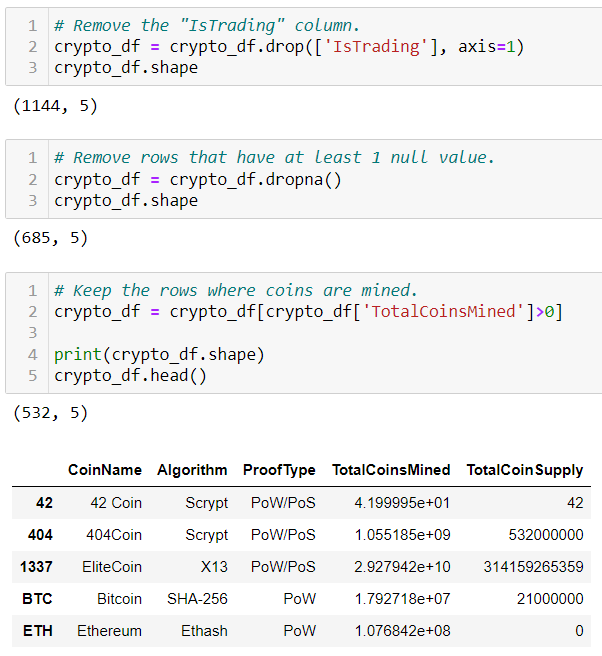 1 # Remove the "IsTrading" column.
2 crypto_df = crypto_df.drop(['IsTrading'], axis=1)
3 crypto_df.shape
(1144, 5)
1 # Remove rows that have at least 1 null value.
2 crypto_df = crypto_df.dropna()
3 crypto_df.shape
(685, 5)
1 # Keep the rows where coins are mined.
2 crypto_df = crypto_df[crypto_df['TotalCoinsMined']>0]
3
4 print(crypto_df.shape)
5 crypto_df.head()
(532, 5)
CoinName Algorithm ProofType TotalCoinsMined TotalCoinSupply
42 42 Coin Scrypt PoW/PoS 4.199995e+01 42
404 404Coin Scrypt PoW/PoS 1.055185e+09 532000000
1337 EliteCoin X13 PoW/PoS 2.927942e+10 314159265359
BTC Bitcoin SHA-256 PoW 1.792718e+07 21000000
ETH Ethereum Ethash PoW 1.076842e+08 0